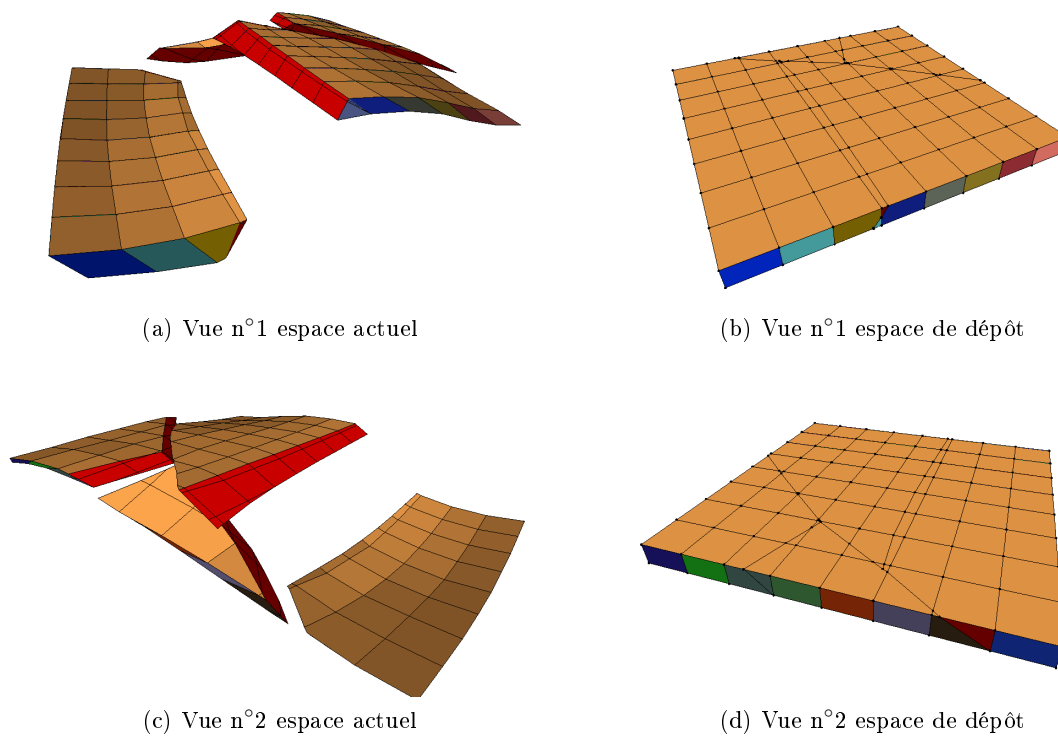 (a) Vue n°1 espace actuel
(b) Vue n°1 espace de dépôt
(c) Vue n°2 espace actuel
(d) Vue n°2 espace de dépôt